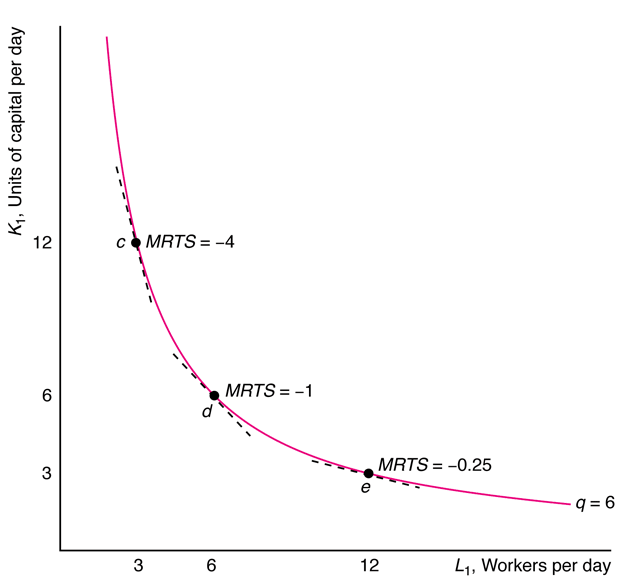 K1, Units of capital per day
12
c
MRTS = −4
6
d
MRTS = −1
3
e
MRTS = −0.25
q = 6
3
6
12
L1, Workers per day